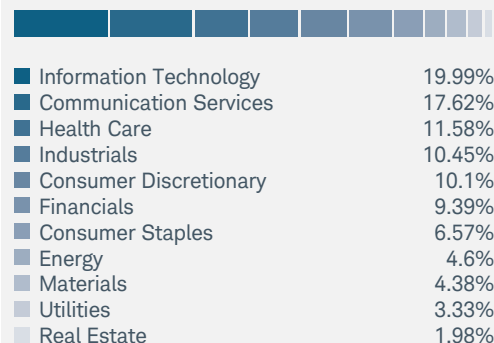 Information Technology 19.99%
Communication Services 17.62%
Health Care 11.58%
Industrials 10.45%
Consumer Discretionary 10.1%
Financials 9.39%
Consumer Staples 6.57%
Energy 4.6%
Materials 4.38%
Utilities 3.33%
Real Estate 1.98%